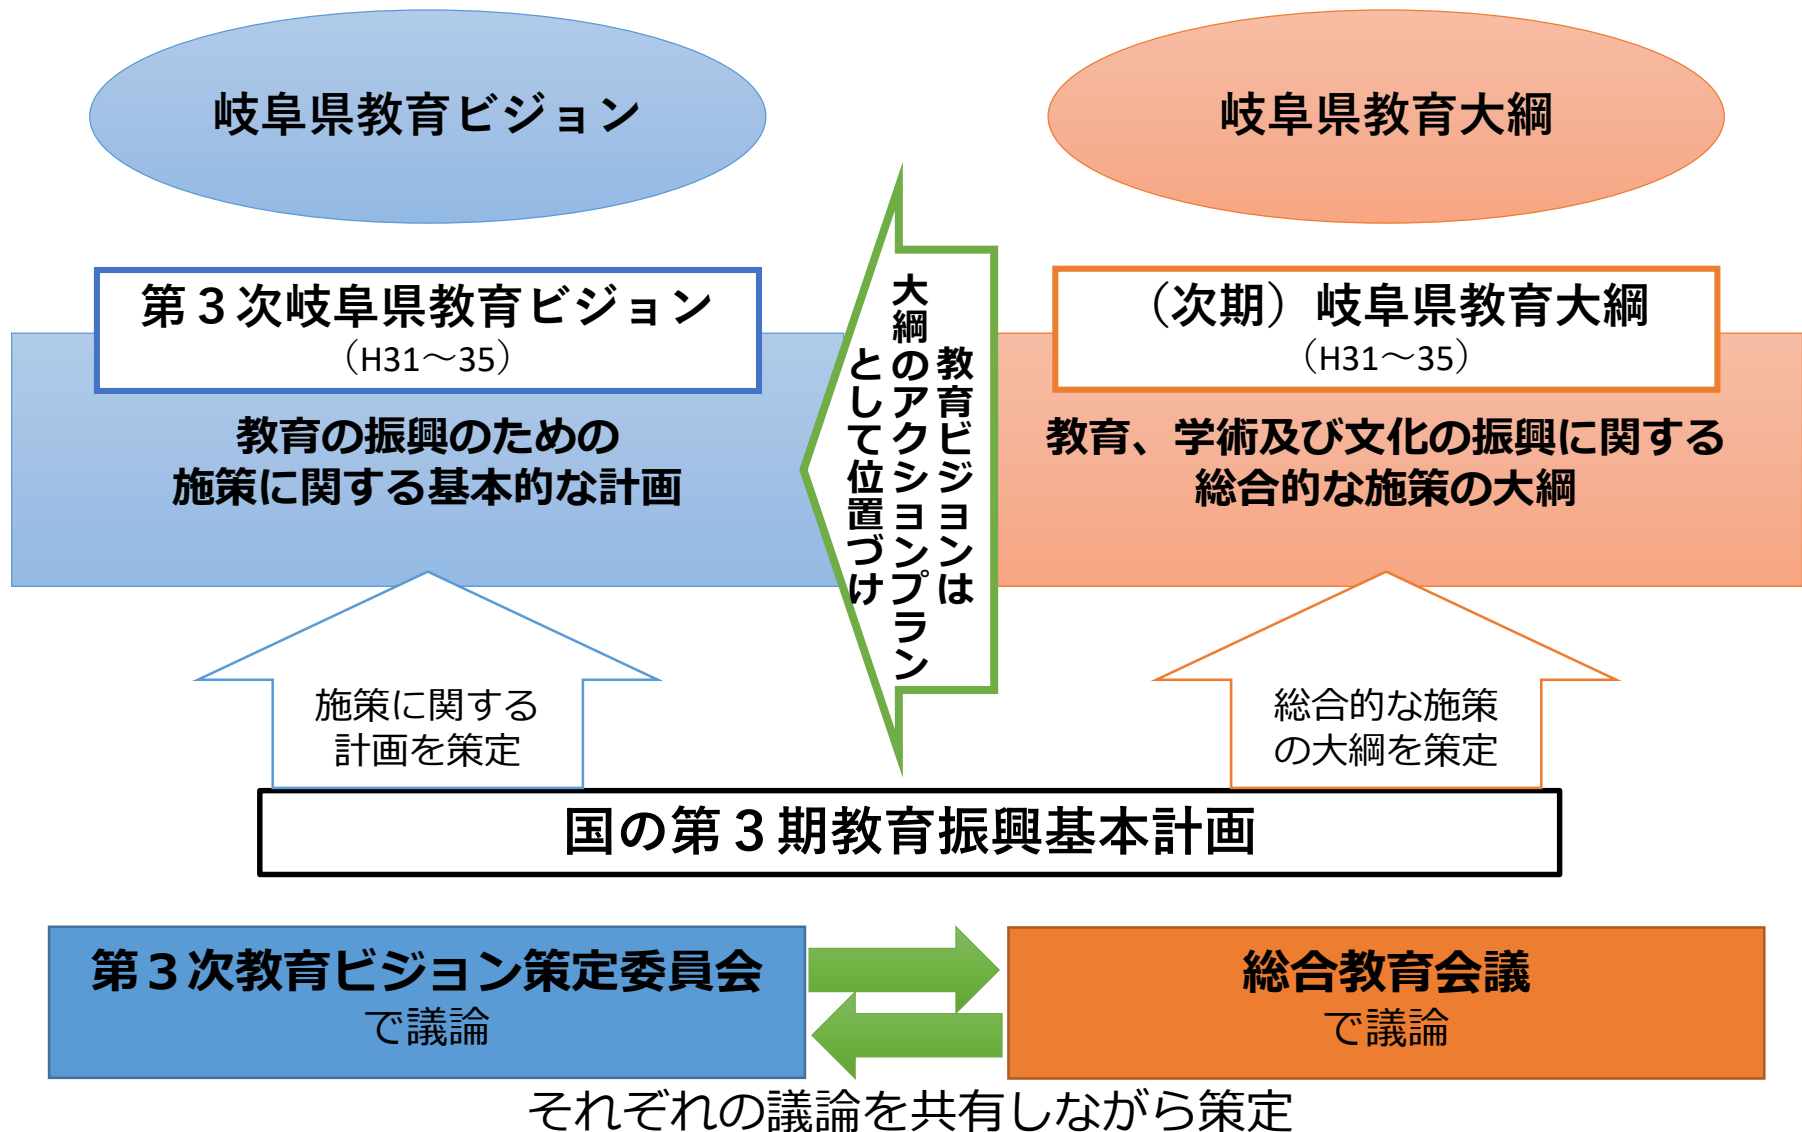 岐阜県教育ビジョン
岐阜県教育大綱
第３次岐阜県教育ビジョン
（H31～35）
教育の振興のための
施策に関する基本的な計画
教育ビジョンは
大綱のアクションプラン
として位置づけ
（次期）岐阜県教育大綱
（H31～35）
教育、学術及び文化の振興に関する
総合的な施策の大綱
施策に関する
計画を策定
総合的な施策
の大綱を策定
国の第３期教育振興基本計画
第３次教育ビジョン策定委員会
で議論
総合教育会議
で議論
それぞれの議論を共有しながら策定